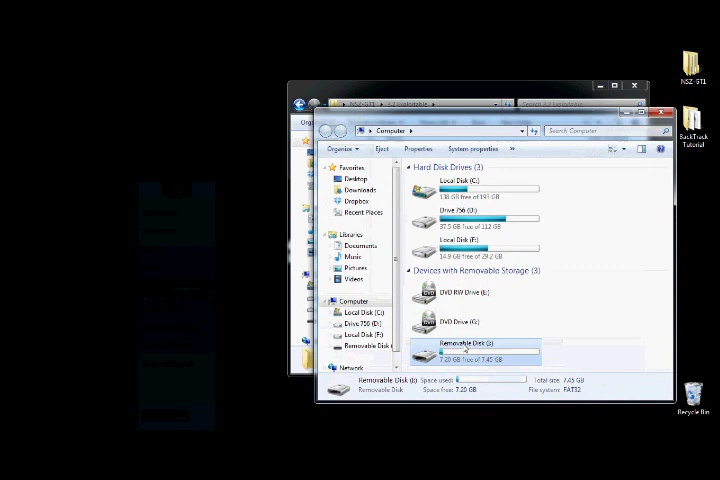 NSZ-GT1
BackTrack
Tutorial
Recycle Bin
NSZ-GT1
Computer
Search Computer
Organize
Eject
Properties
System properties
»
Favorites
Desktop
Downloads
Dropbox
Recent Places
Libraries
Documents
Music
Pictures
Videos
Computer
Local Disk (C:)
Drive 756 (D:)
Local Disk (F:)
Removable Disk
Network
Hard Disk Drives (3)
Local Disk (C:)
138 GB free of 195 GB
Drive 756 (D:)
37.5 GB free of 112 GB
Local Disk (F:)
14.9 GB free of 29.2 GB
Devices with Removable Storage (3)
DVD RW Drive (E:)
DVD Drive (G:)
Removable Disk (I:)
7.20 GB free of 7.45 GB
Removable Disk (I:) Space used: Total size: 7.45 GB
Removable Disk Space free: 7.20 GB File system: FAT32